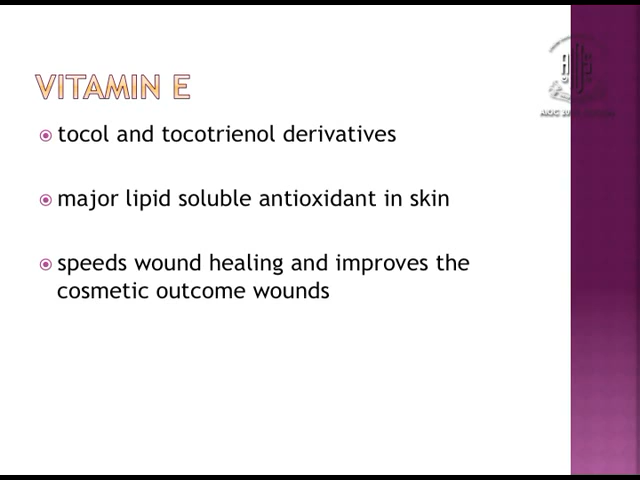 VITAMIN E
tocol and tocotrienol derivatives
major lipid soluble antioxidant in skin
speeds wound healing and improves the
cosmetic outcome wounds